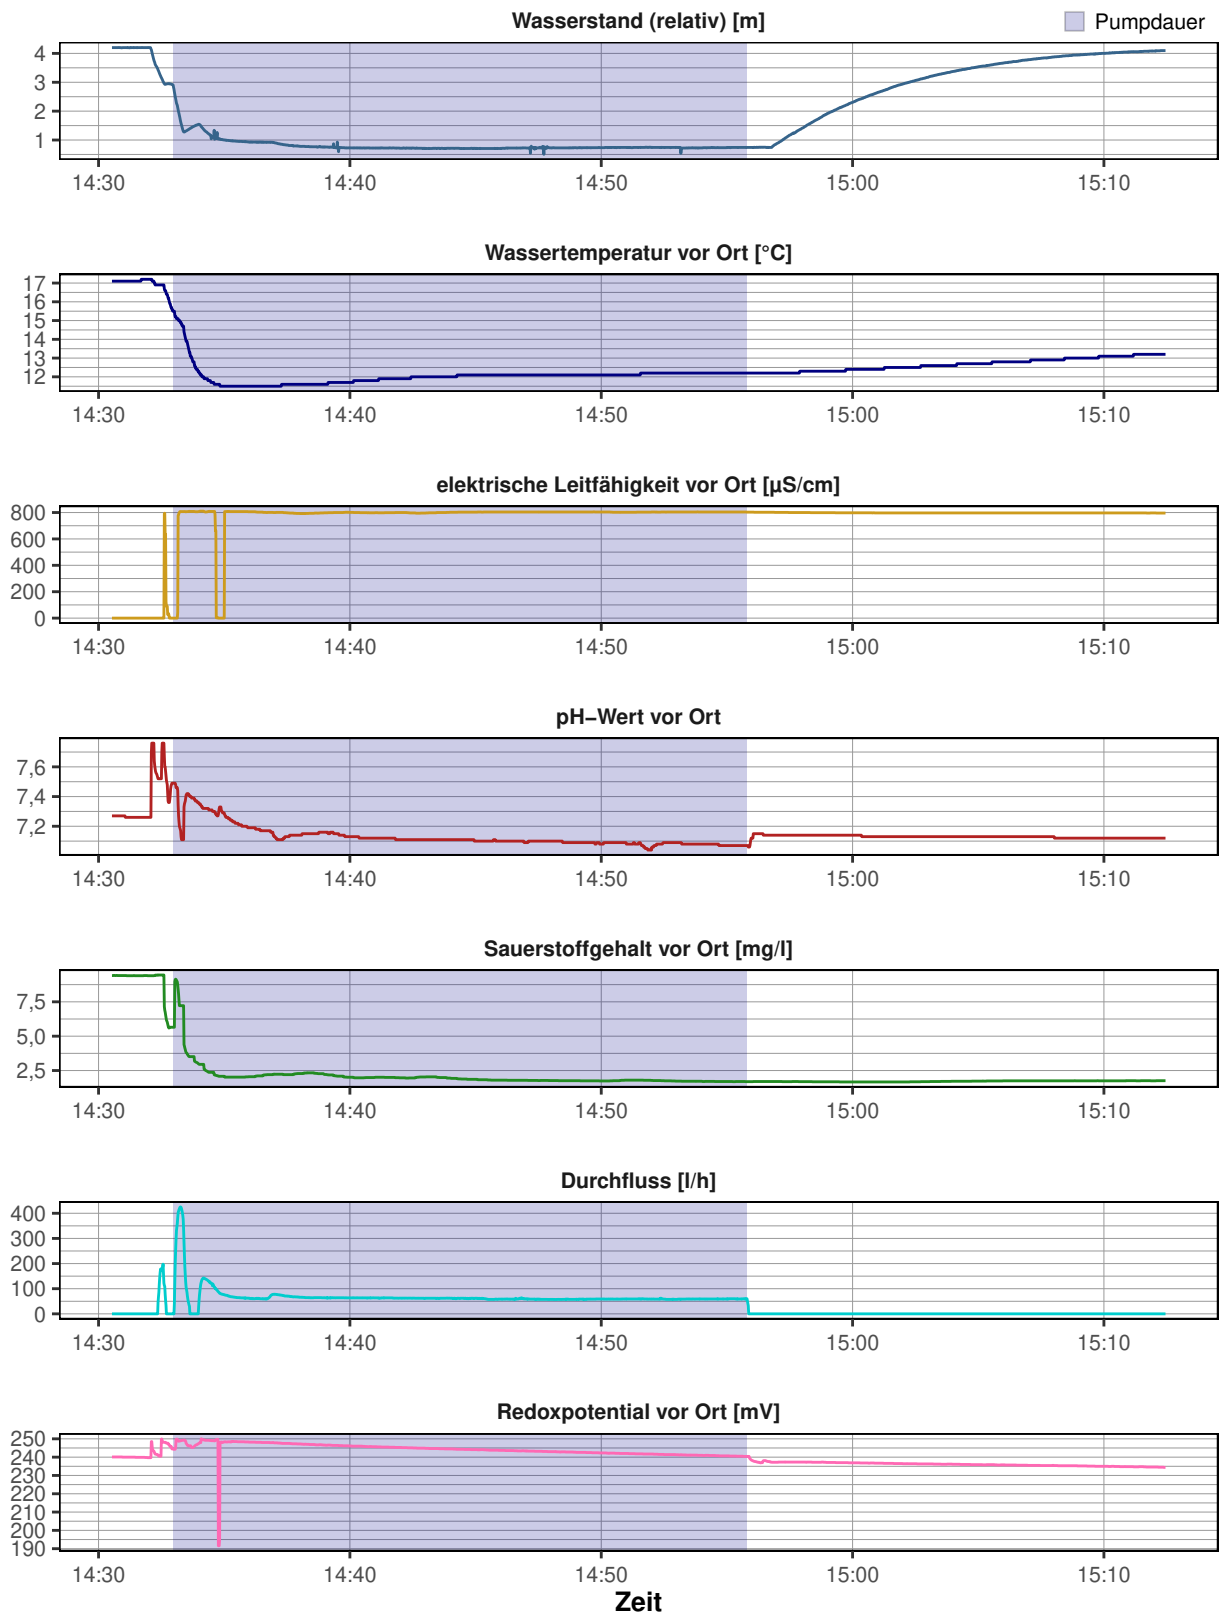 Wasserstand (relativ) [m]
Pumpdauer
4
3
2
1
14:30 14:40 14:50 15:00 15:10
Wassertemperatur vor Ort [°C]
17
16
15
14
13
12
14:30 14:40 14:50 15:00 15:10
elektrische Leitfähigkeit vor Ort [µS/cm]
800
600
400
200
0
14:30 14:40 14:50 15:00 15:10
pH−Wert vor Ort
7,6
7,4
7,2
14:30 14:40 14:50 15:00 15:10
Sauerstoffgehalt vor Ort [mg/l]
7,5
5,0
2,5
14:30 14:40 14:50 15:00 15:10
Durchfluss [l/h]
400
300
200
100
0
14:30 14:40 14:50 15:00 15:10
Redoxpotential vor Ort [mV]
250
240
230
220
210
200
190
14:30 14:40 14:50 15:00 15:10
Zeit